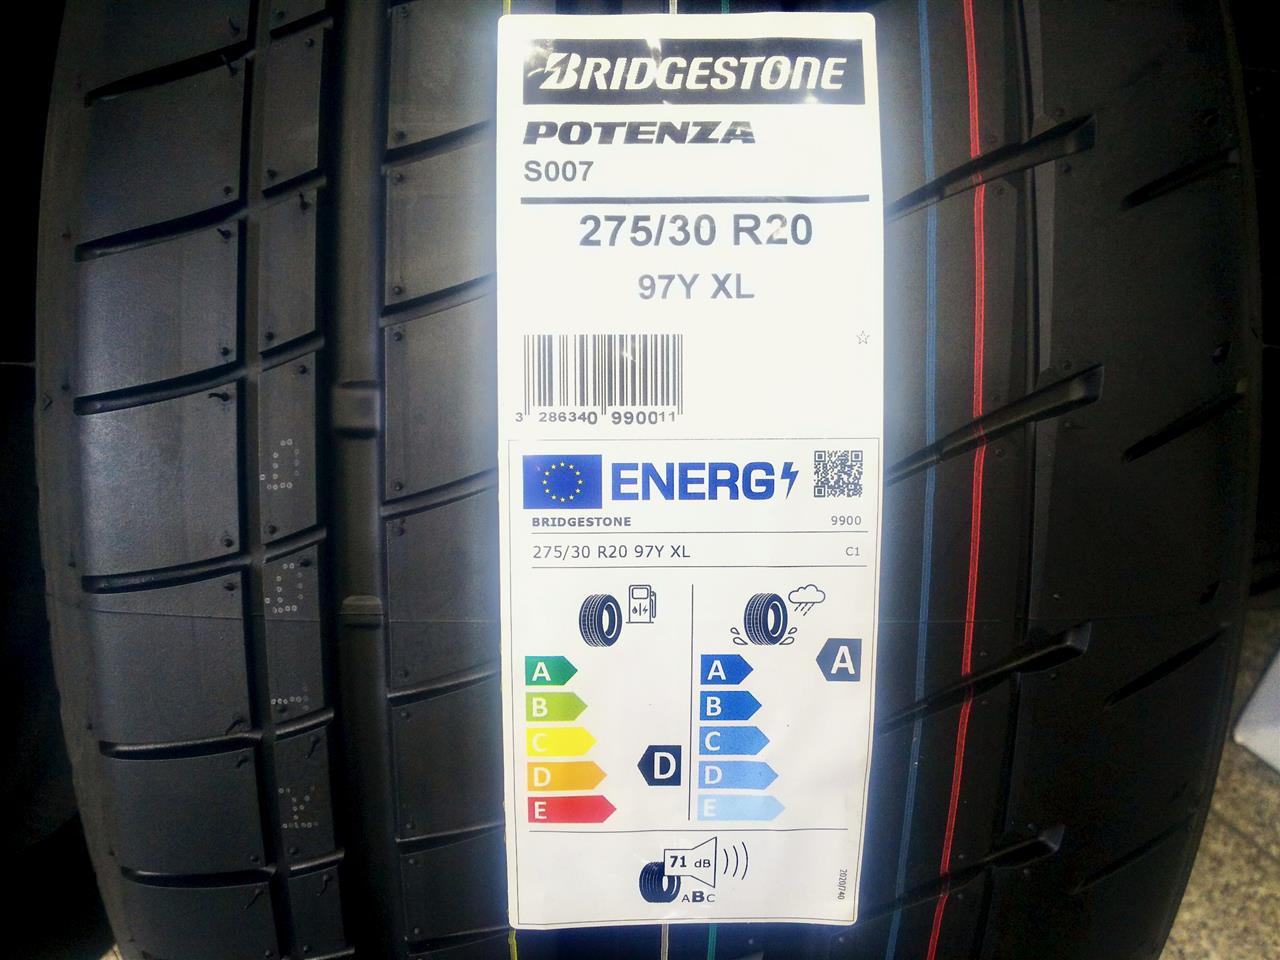 BRIDGESTONE
POTENZA
S007
275/30 R20
97Y XL
☆
3 286340 990011
ENERG
BRIDGESTONE 9900
275/30 R20 97Y XL C1
A A A
B B
C C
D D D
E E
71 dB
ABC
2020/740